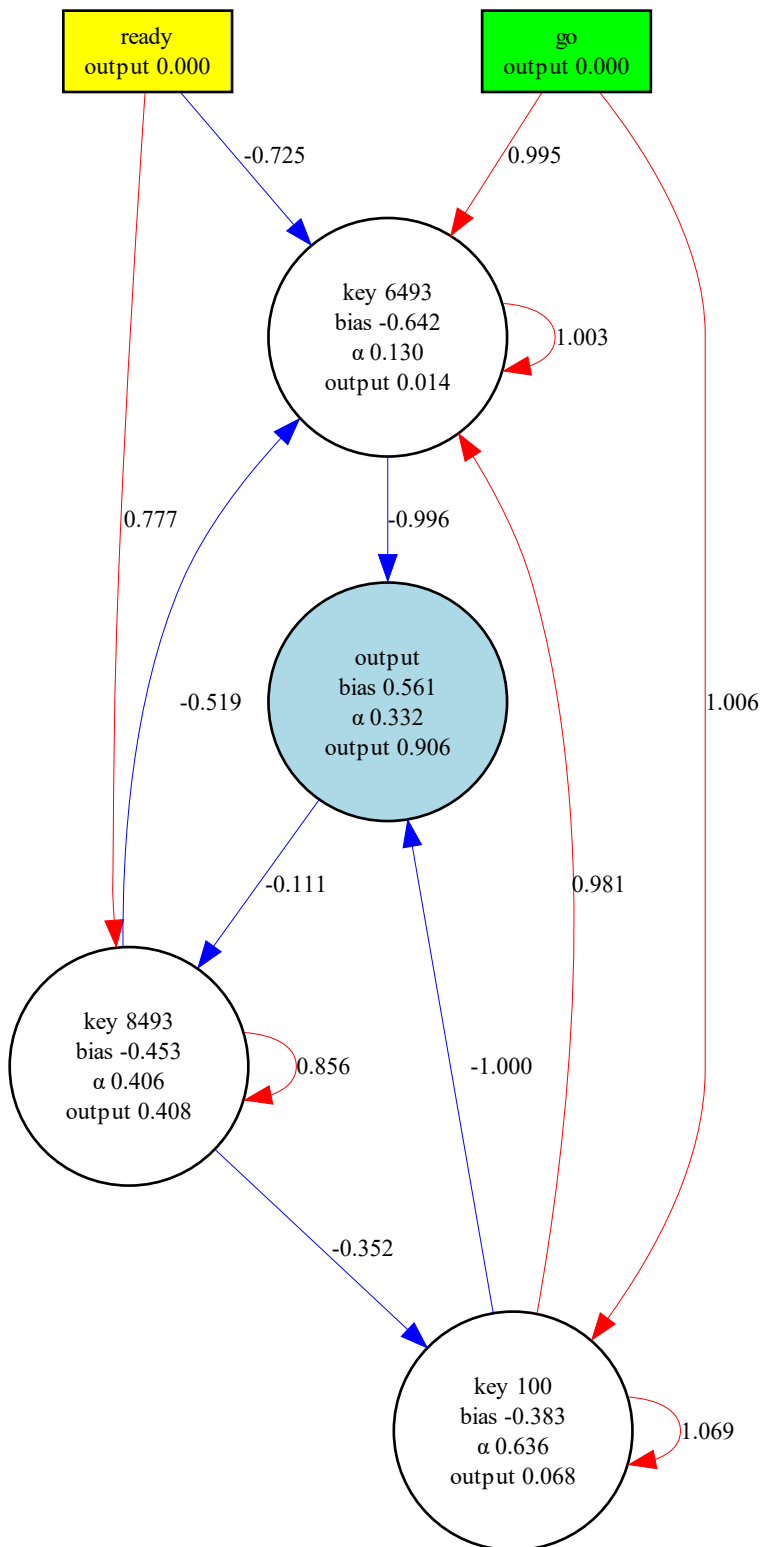 ready
output 0.000
go
output 0.000
-0.725
0.995
key 6493
bias -0.642
α 0.130
output 0.014
1.003
0.777
-0.996
-0.519
output
bias 0.561
α 0.332
output 0.906
1.006
-0.111
0.981
key 8493
bias -0.453
α 0.406
output 0.408
0.856
-1.000
-0.352
key 100
bias -0.383
α 0.636
output 0.068
1.069